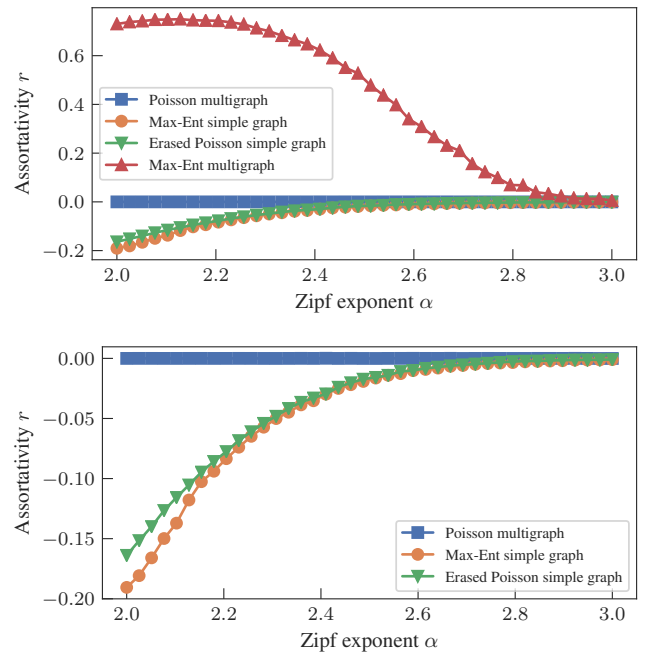 0.6
0.4
0.2
0.0
−0.2
Assortativity r
Poisson multigraph
Max-Ent simple graph
Erased Poisson simple graph
Max-Ent multigraph
2.0 2.2 2.4 2.6 2.8 3.0
Zipf exponent α
0.00
−0.05
−0.10
−0.15
−0.20
Assortativity r
Poisson multigraph
Max-Ent simple graph
Erased Poisson simple graph
2.0 2.2 2.4 2.6 2.8 3.0
Zipf exponent α